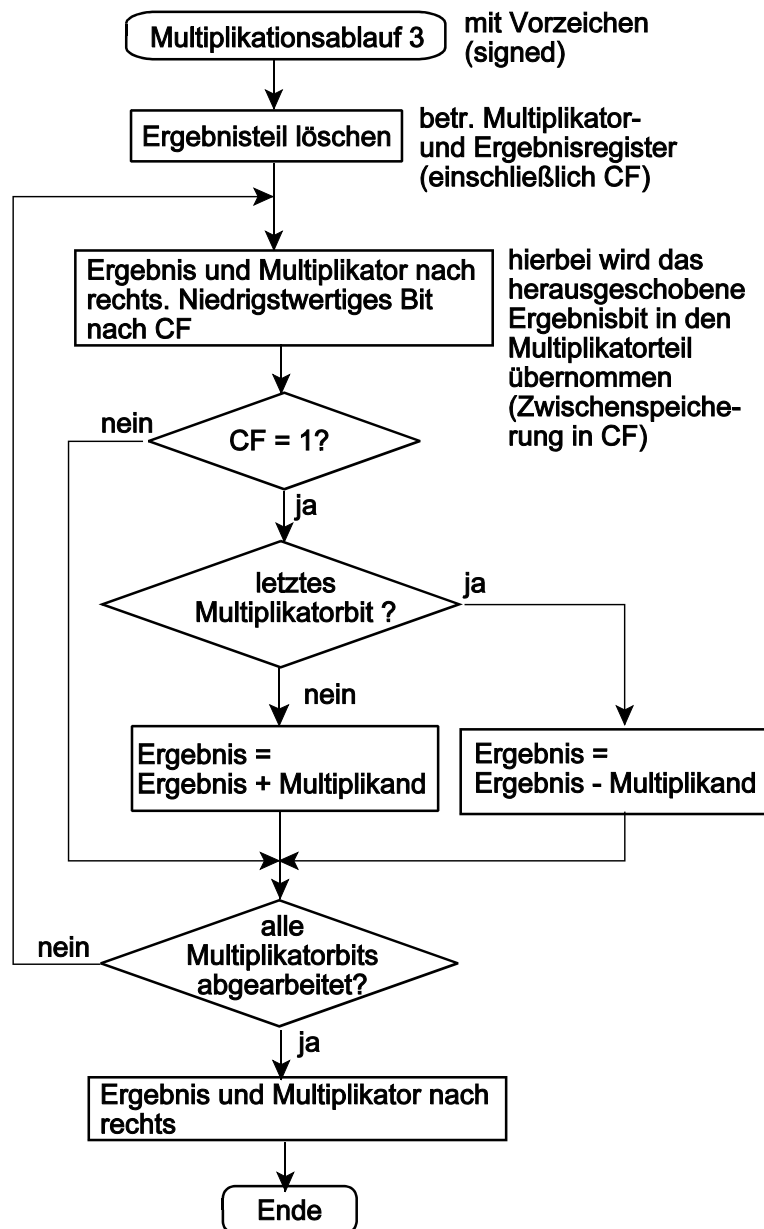 Multiplikationsablauf 3
mit Vorzeichen
(signed)
Ergebnisteil löschen
betr. Multiplikator-
und Ergebnisregister
(einschließlich CF)
Ergebnis und Multiplikator nach
rechts. Niedrigstwertiges Bit
nach CF
hierbei wird das
herausgeschobene
Ergebnisbit in den
Multiplikatorteil
übernommen
(Zwischenspeiche-
rung in CF)
nein
CF = 1?
ja
letztes
Multiplikatorbit ?
ja
nein
Ergebnis =
Ergebnis + Multiplikand
Ergebnis =
Ergebnis - Multiplikand
nein
alle
Multiplikatorbits
abgearbeitet?
ja
Ergebnis und Multiplikator nach
rechts
Ende